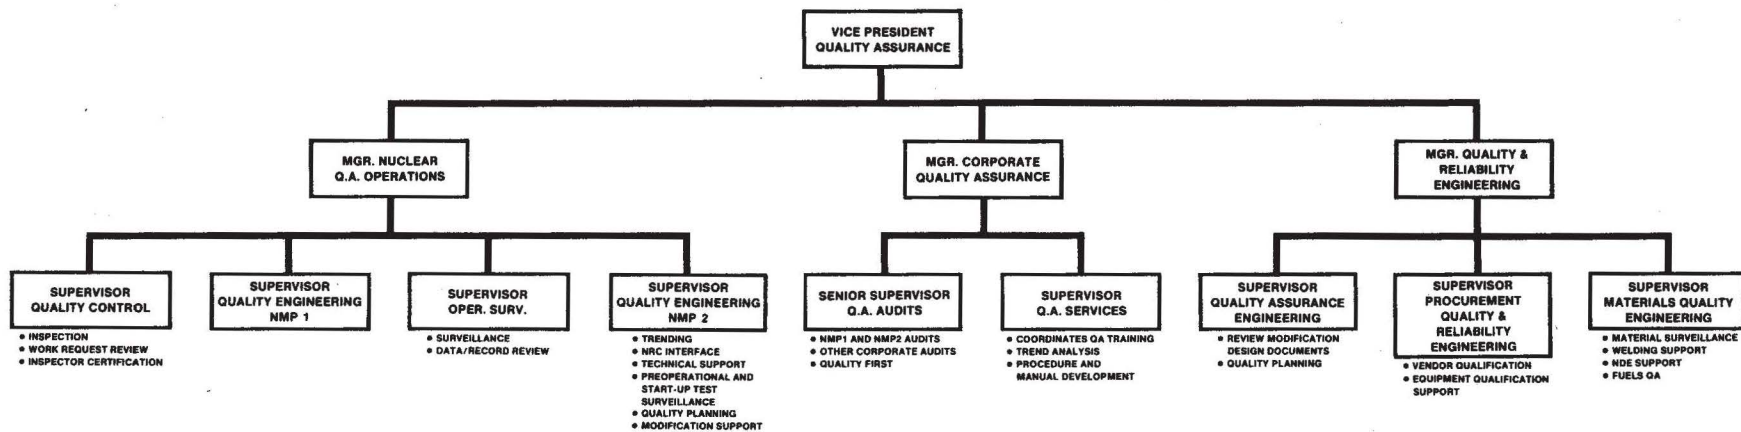 VICE PRESIDENT
QUALITY ASSURANCE
MGR. NUCLEAR
Q.A. OPERATIONS
MGR. CORPORATE
QUALITY ASSURANCE
MGR. QUALITY &
RELIABILITY
ENGINEERING
SUPERVISOR
QUALITY CONTROL
• INSPECTION
• WORK REQUEST REVIEW
• INSPECTOR CERTIFICATION
SUPERVISOR
QUALITY ENGINEERING
NMP 1
SUPERVISOR
OPER. SURV.
• SURVEILLANCE
• DATA/RECORD REVIEW
SUPERVISOR
QUALITY ENGINEERING
NMP 2
• TRENDING
• NRC INTERFACE
• TECHNICAL SUPPORT
• PREOPERATIONAL AND
START-UP TEST
SURVEILLANCE
• QUALITY PLANNING
• MODIFICATION SUPPORT
SENIOR SUPERVISOR
Q.A. AUDITS
• NMP1 AND NMP2 AUDITS
• OTHER CORPORATE AUDITS
• QUALITY FIRST
SUPERVISOR
Q.A. SERVICES
• COORDINATES QA TRAINING
• TREND ANALYSIS
• PROCEDURE AND
MANUAL DEVELOPMENT
SUPERVISOR
QUALITY ASSURANCE
ENGINEERING
• REVIEW MODIFICATION
DESIGN DOCUMENTS
• QUALITY PLANNING
SUPERVISOR
PROCUREMENT
QUALITY &
RELIABILITY
ENGINEERING
• VENDOR QUALIFICATION
• EQUIPMENT QUALIFICATION
SUPPORT
SUPERVISOR
MATERIALS QUALITY
ENGINEERING
• MATERIAL SURVEILLANCE
• WELDING SUPPORT
• NDE SUPPORT
• FUELS QA